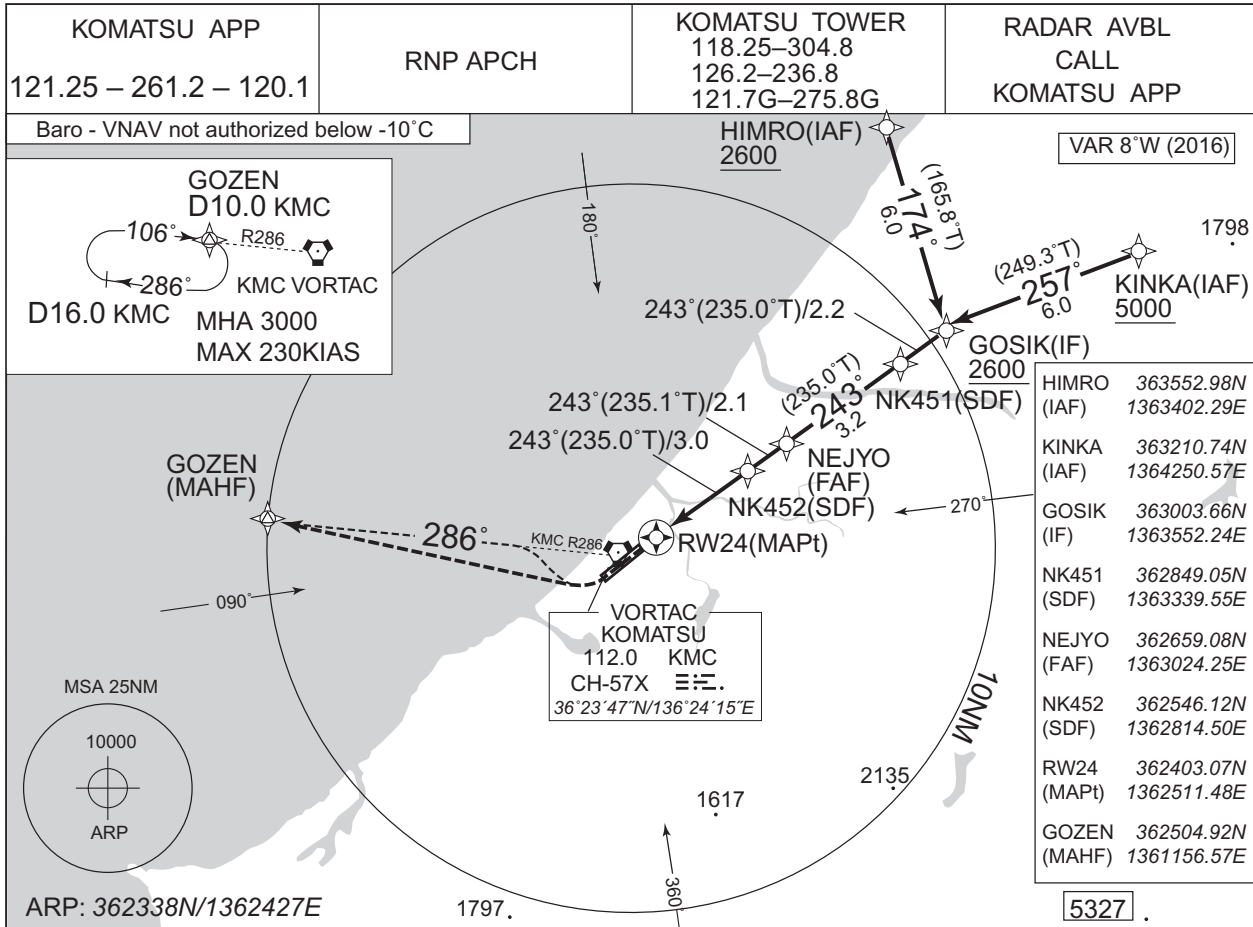 KOMATSU APP
121.25 – 261.2 – 120.1
RNP APCH
KOMATSU TOWER
118.25–304.8
126.2–236.8
121.7G–275.8G
RADAR AVBL
CALL
KOMATSU APP
Baro - VNAV not authorized below -10˚C
VAR 8˚W (2016)
GOZEN
D10.0 KMC
106˚
R286
286˚
KMC VORTAC
D16.0 KMC
MHA 3000
MAX 230KIAS
HIMRO(IAF)
2600
180˚
(165.8˚T)
174˚
6.0
1798
(249.3˚T)
257˚
6.0
KINKA(IAF)
5000
243˚(235.0˚T)/2.2
GOSIK(IF)
2600
NK451(SDF)
(235.0˚T)
243˚
3.2
243˚(235.1˚T)/2.1
243˚(235.0˚T)/3.0
NEJYO
(FAF)
NK452(SDF)
270˚
GOZEN
(MAHF)
286˚
KMC R286
RW24(MAPt)
090˚
VORTAC
KOMATSU
112.0 KMC
CH-57X
36˚23´47˝N/136˚24´15˝E
10NM
MSA 25NM
10000
ARP
2135
1617
360˚
1797
ARP: 362338N/1362427E
HIMRO 363552.98N
(IAF) 1363402.29E
KINKA 363210.74N
(IAF) 1364250.57E
GOSIK 363003.66N
(IF) 1363552.24E
NK451 362849.05N
(SDF) 1363339.55E
NEJYO 362659.08N
(FAF) 1363024.25E
NK452 362546.12N
(SDF) 1362814.50E
RW24 362403.07N
(MAPt) 1362511.48E
GOZEN 362504.92N
(MAHF) 1361156.57E
5327